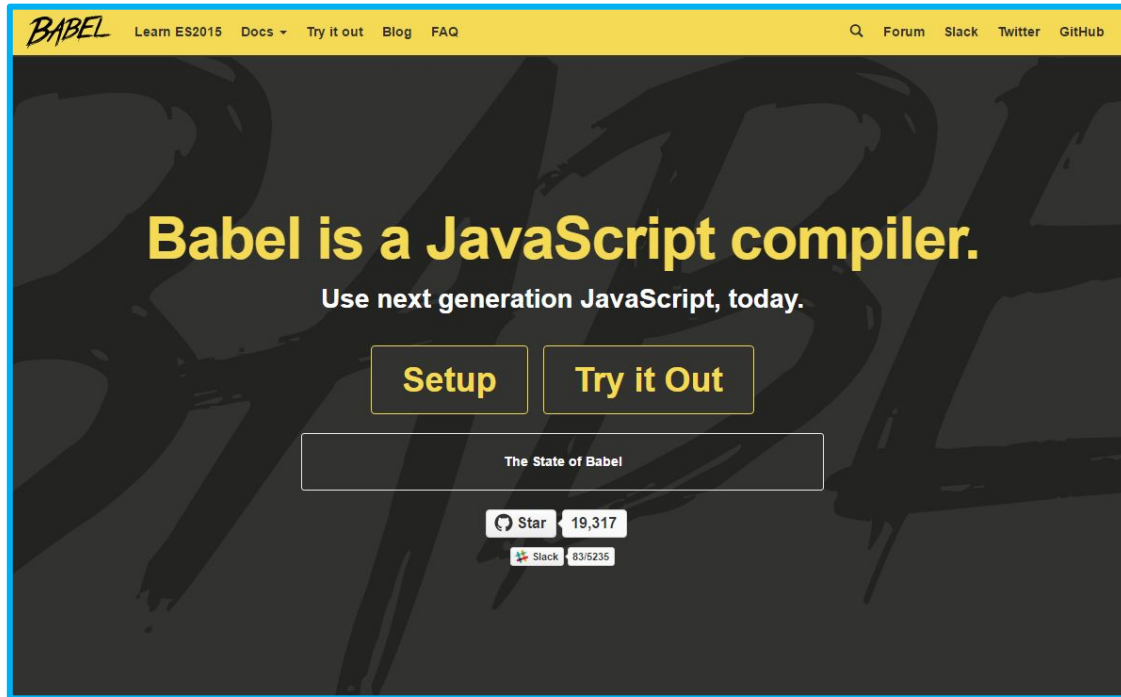 BABEL Learn ES2015 Docs Try it out Blog FAQ Forum Slack Twitter GitHub
Babel is a JavaScript compiler.
Use next generation JavaScript, today.
Setup Try it Out
The State of Babel
Star 19,317
Slack 83/5235